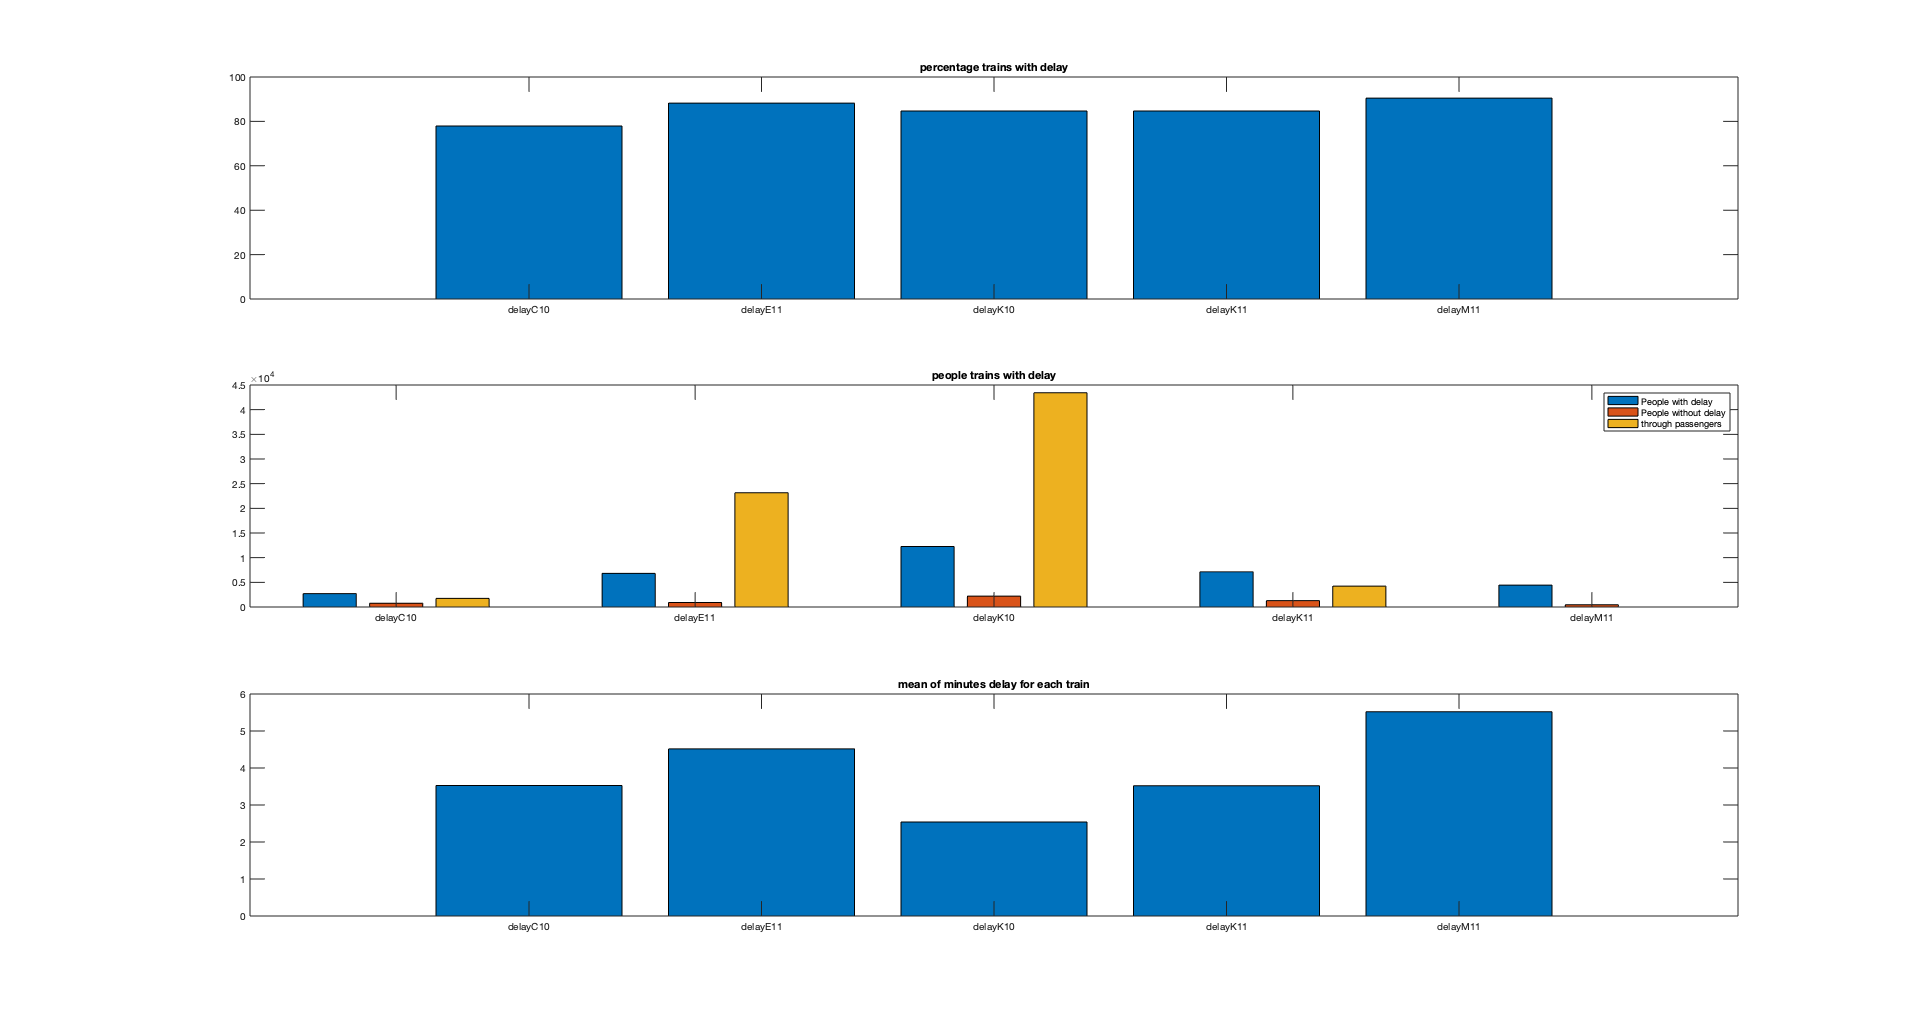 percentage trains with delay
100
80
60
40
20
0
delayC10 delayE11 delayK10 delayK11 delayM11
people trains with delay
×10^4
4.5
4
3.5
3
2.5
2
1.5
1
0.5
0
People with delay
People without delay
through passengers
delayC10 delayE11 delayK10 delayK11 delayM11
mean of minutes delay for each train
6
5
4
3
2
1
0
delayC10 delayE11 delayK10 delayK11 delayM11